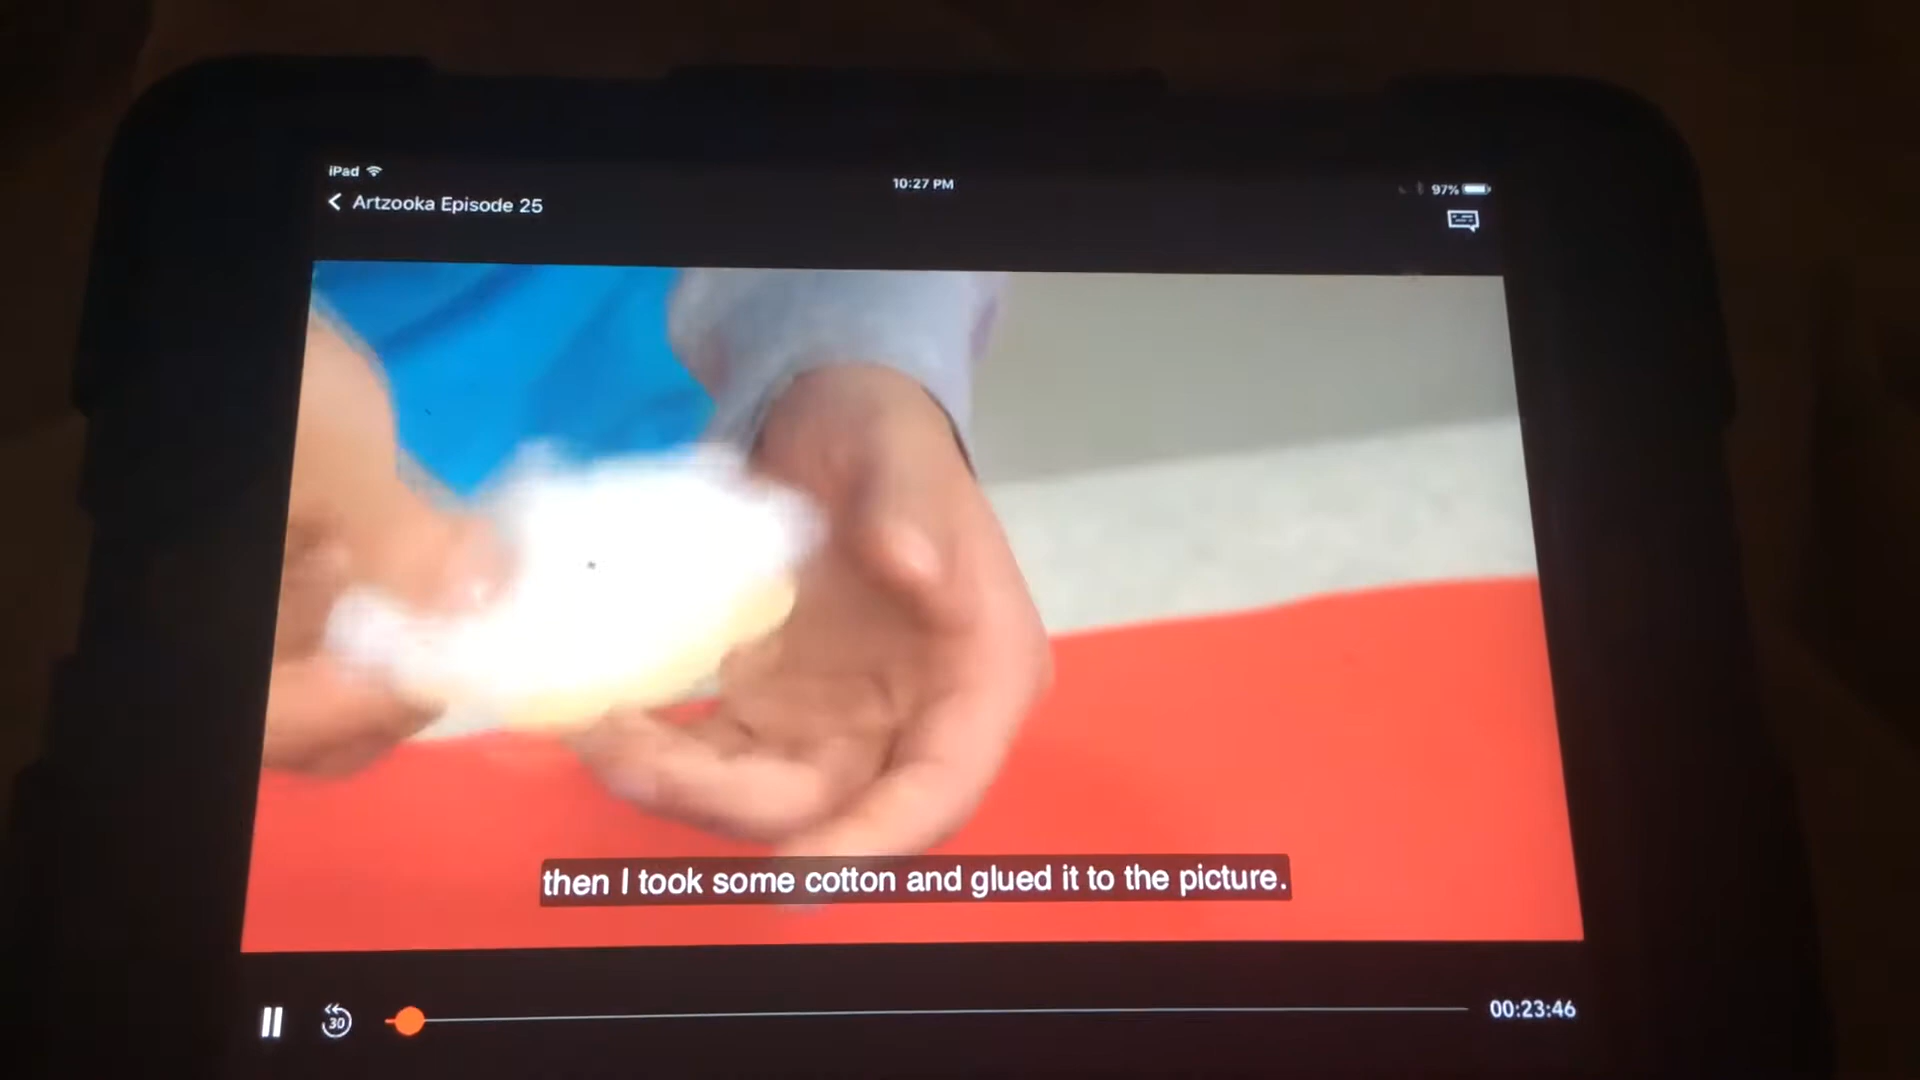 iPad
10:27 PM
97%
Artzooka Episode 25
then I took some cotton and glued it to the picture.
30
00:23:46